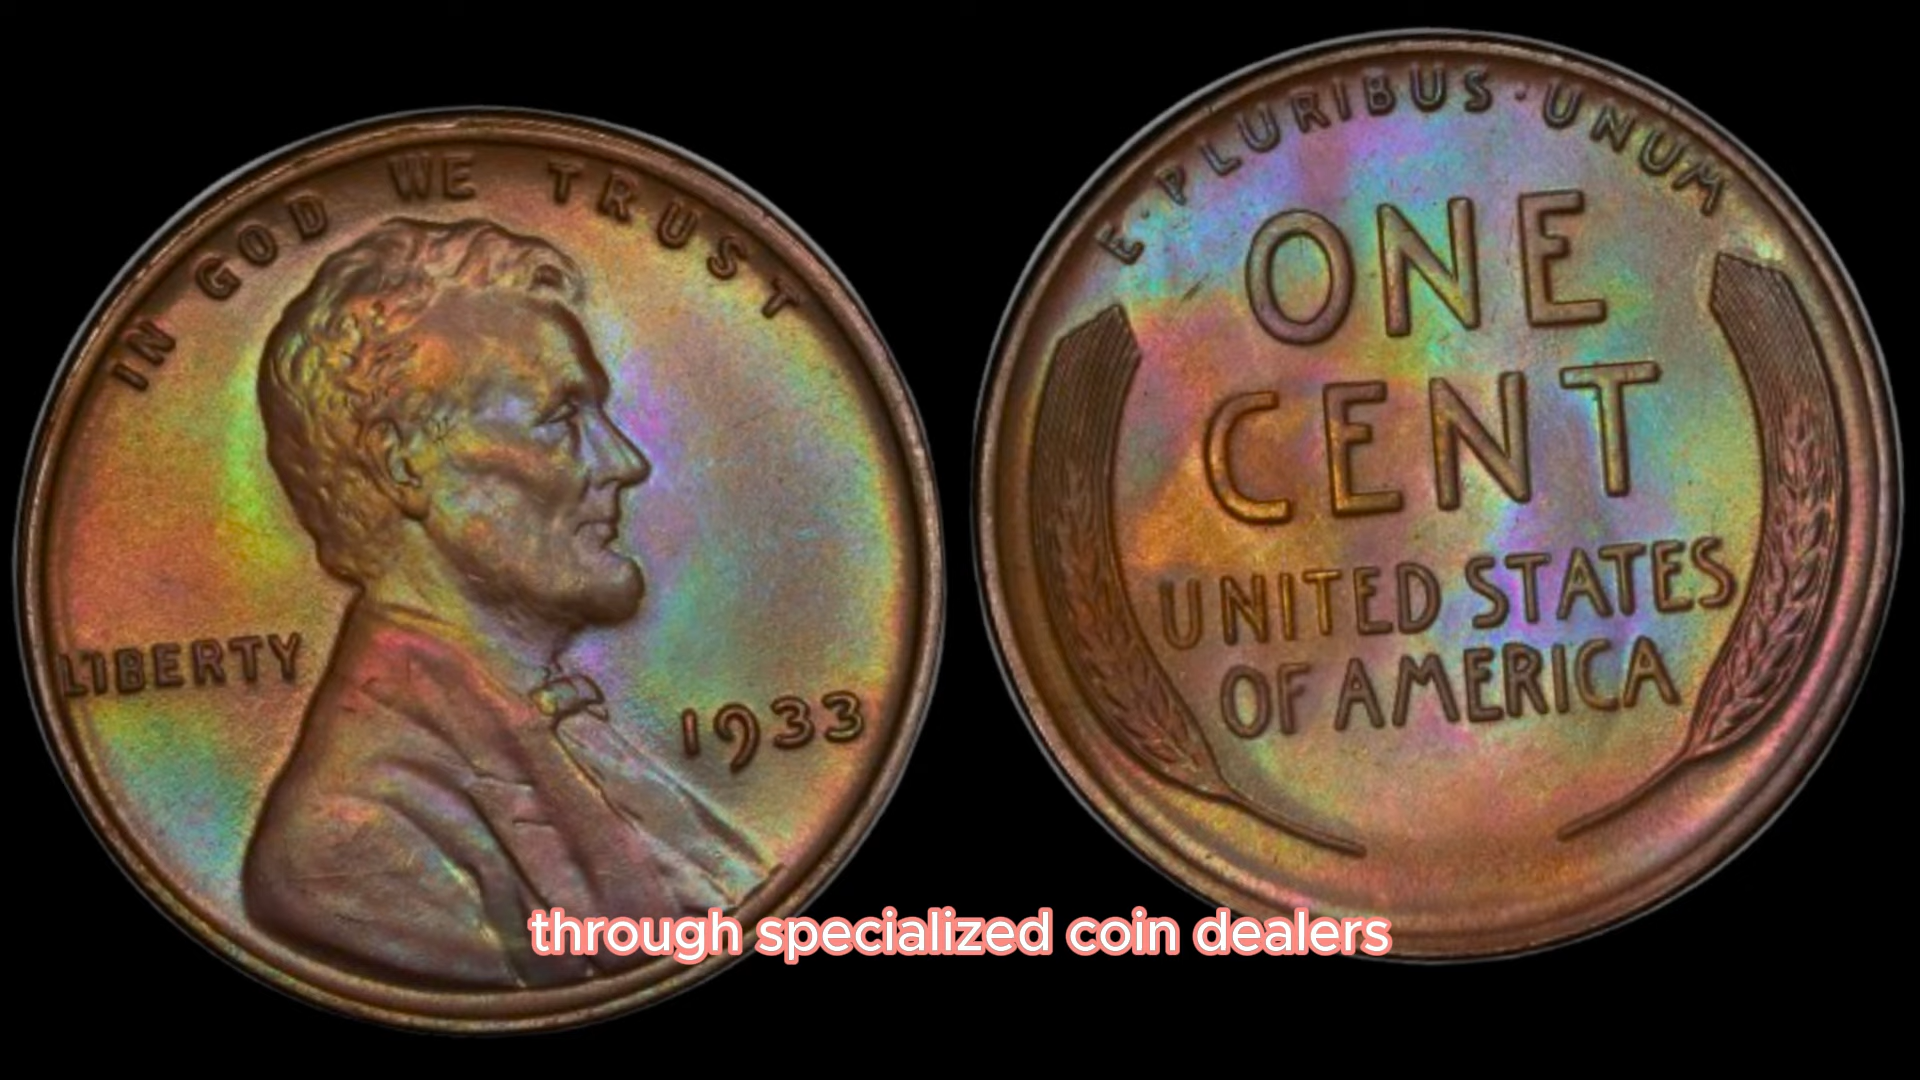 IN GOD WE TRUST
LIBERTY
1933
E·PLURIBUS·UNUM
ONE
CENT
UNITED STATES
OF AMERICA
through specialized coin dealers